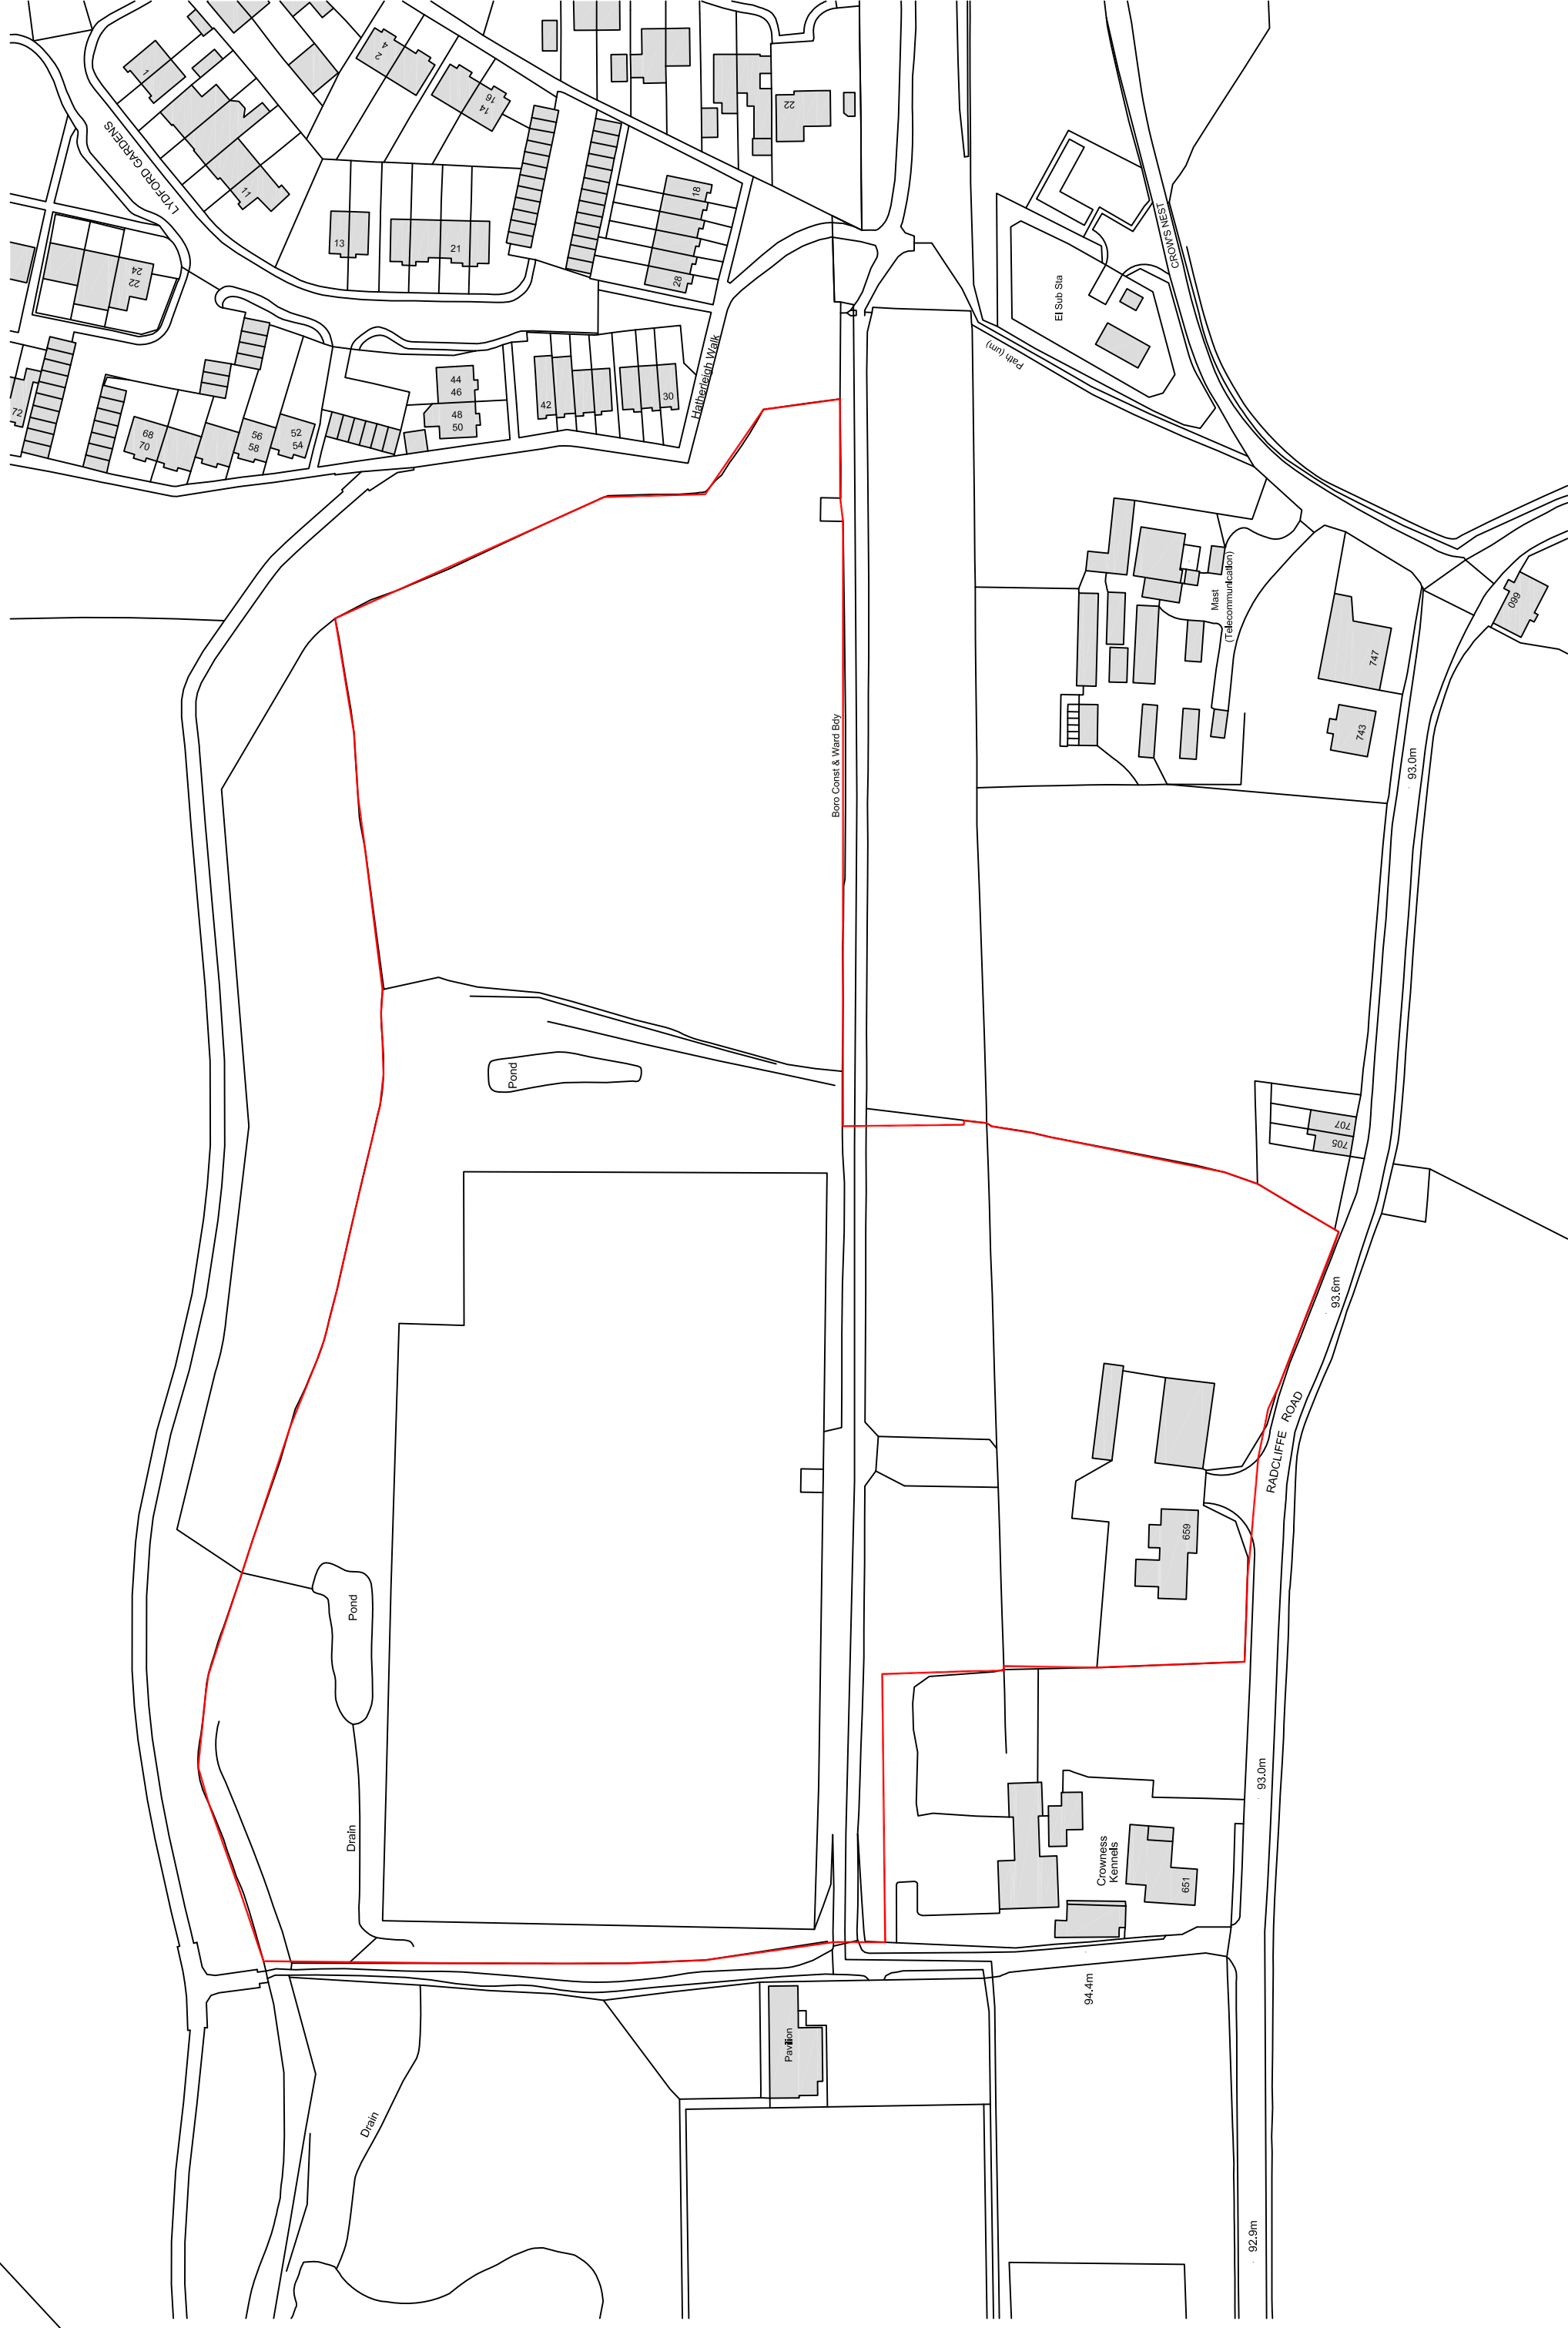 1
4
2
16
14
22
LYDFORD GARDENS
11
13
21
18
28
24
22
44
46
48
50
42
30
Hatherleigh Walk
72
68
70
56
58
52
54
El Sub Sta
CROW'S NEST
Path (um)
Mast
(Telecommunication)
660
747
743
93.0m
Boro Const & Ward Bdy
Pond
707
705
93.6m
RADCLIFFE ROAD
659
Pond
Drain
93.0m
Crowness
Kennels
651
94.4m
Pavilion
Drain
92.9m